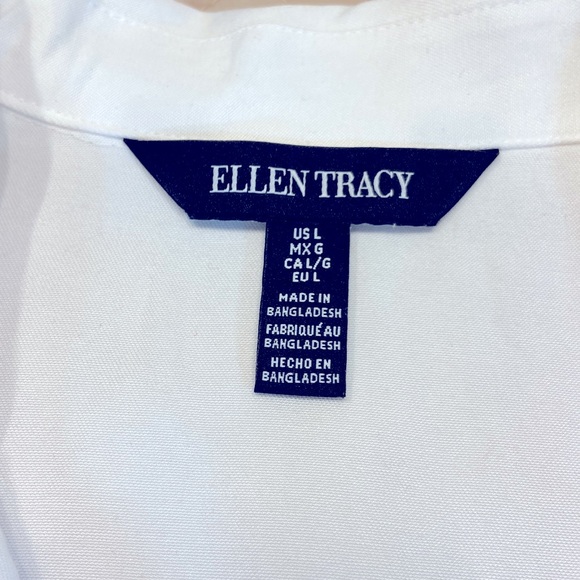 ELLEN TRACY
US L
MX G
CA L/G
EU L
MADE IN
BANGLADESH
FABRIQUÉ AU
BANGLADESH
HECHO EN
BANGLADESH